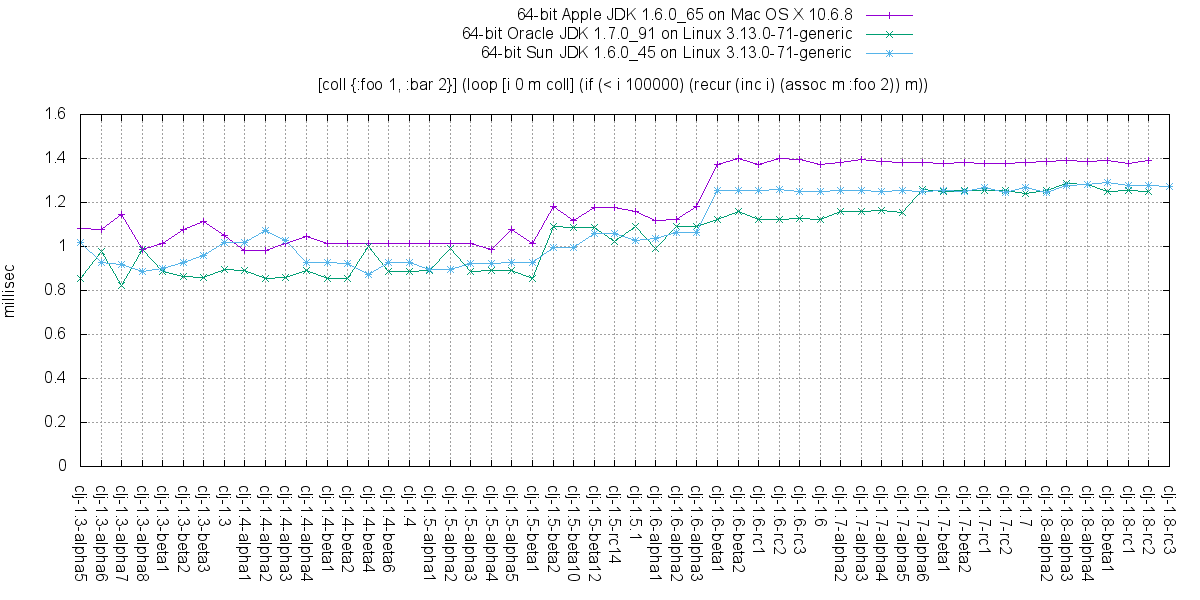 64-bit Apple JDK 1.6.0_65 on Mac OS X 10.6.8
64-bit Oracle JDK 1.7.0_91 on Linux 3.13.0-71-generic
64-bit Sun JDK 1.6.0_45 on Linux 3.13.0-71-generic
[coll {:foo 1, :bar 2}] (loop [i 0 m coll] (if (< i 100000) (recur (inc i) (assoc m :foo 2)) m))
millisec
1.6
1.4
1.2
1
0.8
0.6
0.4
0.2
0
clj-1.3-alpha5
clj-1.3-alpha6
clj-1.3-alpha7
clj-1.3-alpha8
clj-1.3-beta1
clj-1.3-beta2
clj-1.3-beta3
clj-1.3
clj-1.4-alpha1
clj-1.4-alpha2
clj-1.4-alpha3
clj-1.4-alpha4
clj-1.4-beta1
clj-1.4-beta2
clj-1.4-beta4
clj-1.4-beta6
clj-1.4
clj-1.5-alpha1
clj-1.5-alpha2
clj-1.5-alpha3
clj-1.5-alpha4
clj-1.5-alpha5
clj-1.5-beta1
clj-1.5-beta2
clj-1.5-beta10
clj-1.5-beta12
clj-1.5-rc14
clj-1.5.1
clj-1.6-alpha1
clj-1.6-alpha2
clj-1.6-alpha3
clj-1.6-beta1
clj-1.6-beta2
clj-1.6-rc1
clj-1.6-rc2
clj-1.6-rc3
clj-1.6
clj-1.7-alpha2
clj-1.7-alpha3
clj-1.7-alpha4
clj-1.7-alpha5
clj-1.7-alpha6
clj-1.7-beta1
clj-1.7-beta2
clj-1.7-rc1
clj-1.7-rc2
clj-1.7
clj-1.8-alpha2
clj-1.8-alpha3
clj-1.8-alpha4
clj-1.8-beta1
clj-1.8-rc1
clj-1.8-rc2
clj-1.8-rc3